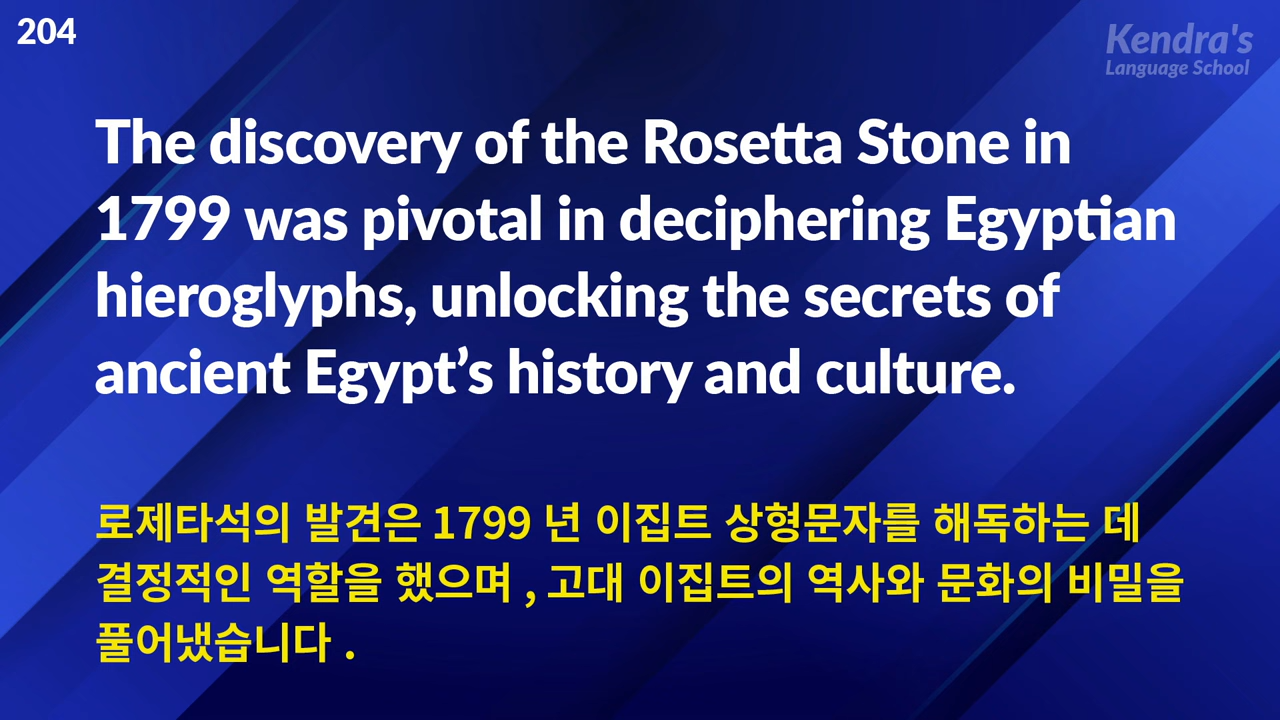 204
Kendra's
Language School
The discovery of the Rosetta Stone in
1799 was pivotal in deciphering Egyptian
hieroglyphs, unlocking the secrets of
ancient Egypt’s history and culture.
로제타석의 발견은 1799 년 이집트 상형문자를 해독하는 데
결정적인 역할을 했으며 , 고대 이집트의 역사와 문화의 비밀을
풀어냈습니다 .